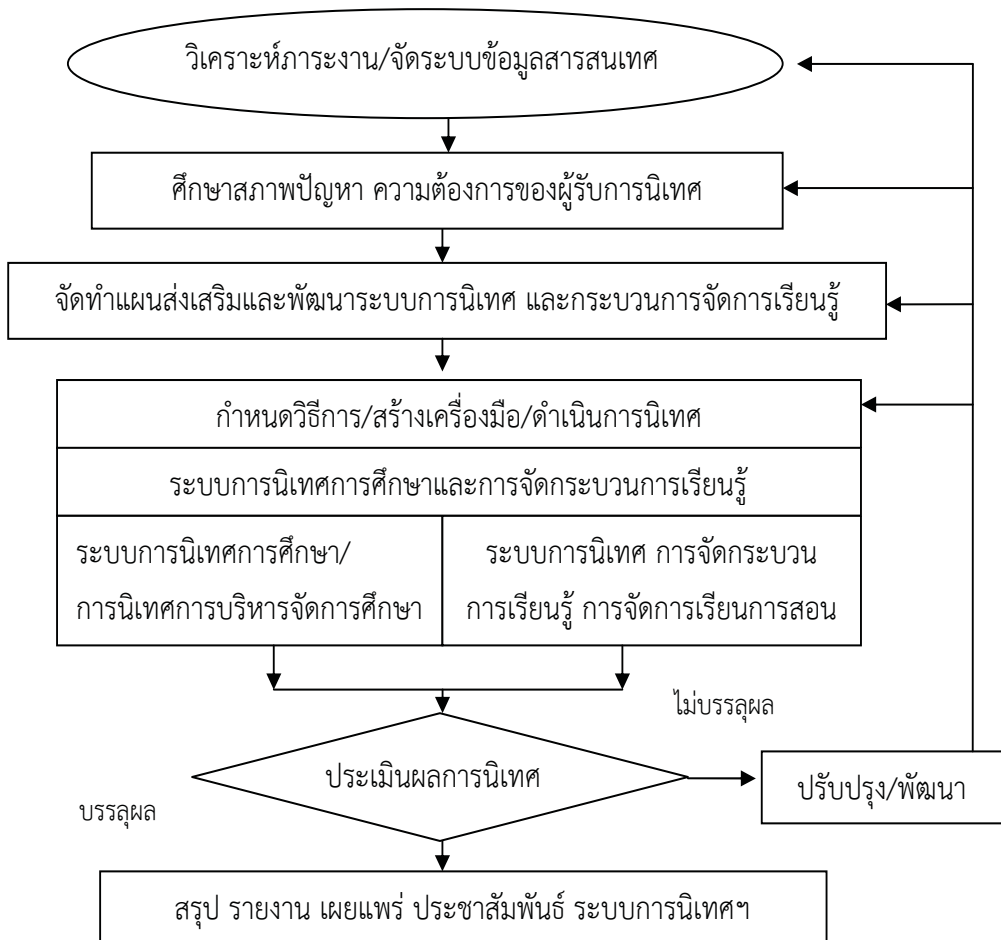 วิเคราะห์ภาระงาน/จัดระบบข้อมูลสารสนเทศ
ศึกษาสภาพปัญหา ความต้องการของผู้รับการนิเทศ
จัดทำแผนส่งเสริมและพัฒนาระบบการนิเทศ และกระบวนการจัดการเรียนรู้
กำหนดวิธีการ/สร้างเครื่องมือ/ดำเนินการนิเทศ
ระบบการนิเทศการศึกษาและการจัดกระบวนการเรียนรู้
ระบบการนิเทศการศึกษา/
การนิเทศการบริหารจัดการศึกษา
ระบบการนิเทศ การจัดกระบวน
การเรียนรู้ การจัดการเรียนการสอน
ไม่บรรลุผล
ประเมินผลการนิเทศ
ปรับปรุง/พัฒนา
บรรลุผล
สรุป รายงาน เผยแพร่ ประชาสัมพันธ์ ระบบการนิเทศฯ